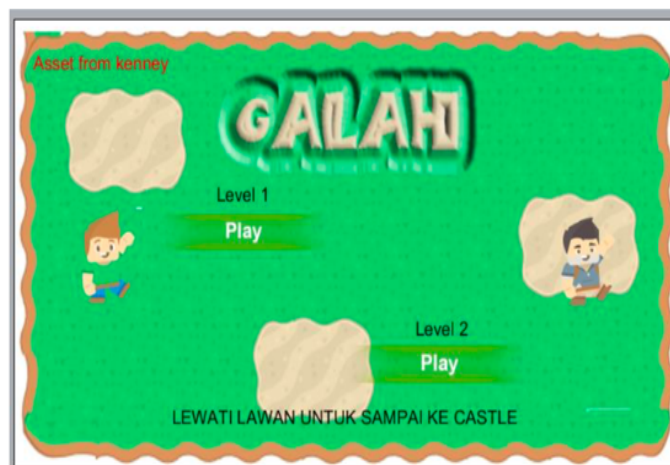 Asset from kenney
GALAH
Level 1
Play
Level 2
Play
LEWATI LAWAN UNTUK SAMPAI KE CASTLE